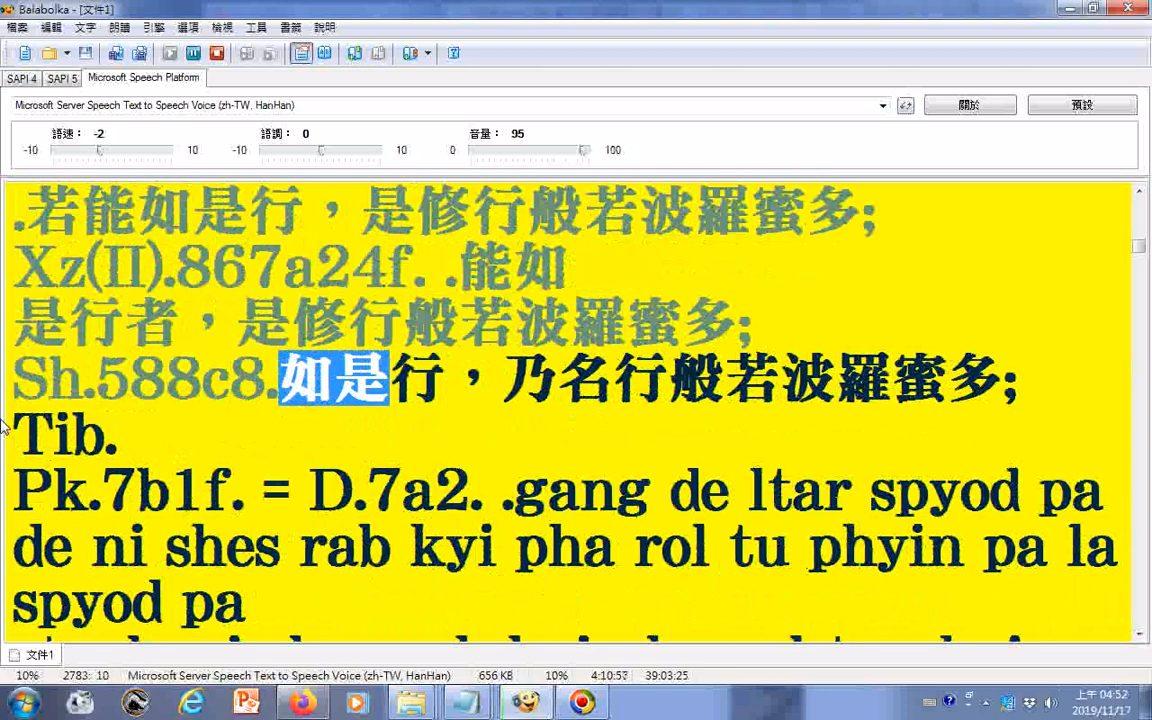 Balabolka - [文件1]
檔案 編輯 文字 朗讀 引擎 選項 檢視 工具 書籤 說明
SAPI 4 SAPI 5 Microsoft Speech Platform
Microsoft Server Speech Text to Speech Voice (zh-TW, HanHan) 關於 預設
語速： -2 語調： 0 音量： 95
-10 10 -10 10 0 100
.若能如是行，是修行般若波羅蜜多;
Xz(II).867a24f. .能如
是行者，是修行般若波羅蜜多;
Sh.588c8.如是行，乃名行般若波羅蜜多;
Tib.
Pk.7b1f. = D.7a2. .gang de ltar spyod pa
de ni shes rab kyi pha rol tu phyin pa la
spyod pa
文件1
10% 2783: 10 Microsoft Server Speech Text to Speech Voice (zh-TW, HanHan) 656 KB 10% 4:10:53 39:03:25
上午 04:52
2019/11/17